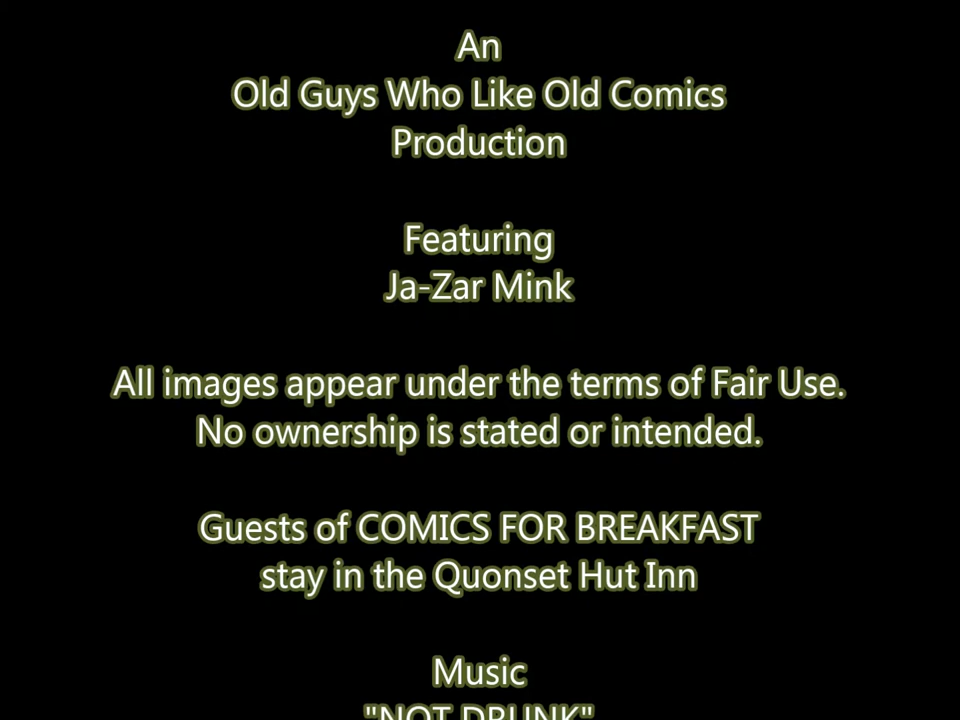 An
Old Guys Who Like Old Comics
Production
Featuring
Ja-Zar Mink
All images appear under the terms of Fair Use.
No ownership is stated or intended.
Guests of COMICS FOR BREAKFAST
stay in the Quonset Hut Inn
Music
"NOT DRUNK"